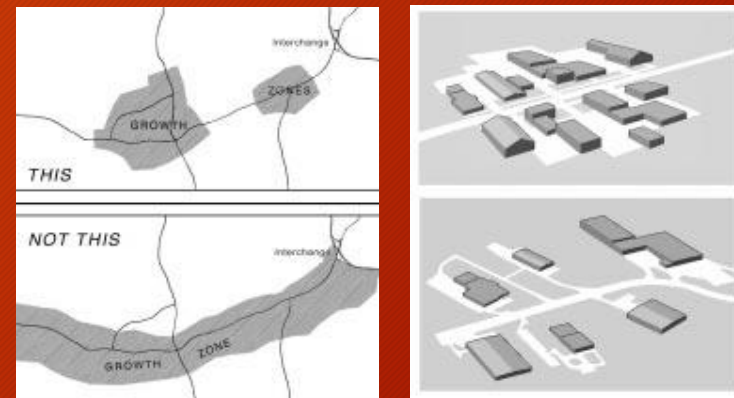 Interchange
ZONES
GROWTH
THIS
NOT THIS
Interchange
ZONE
GROWTH